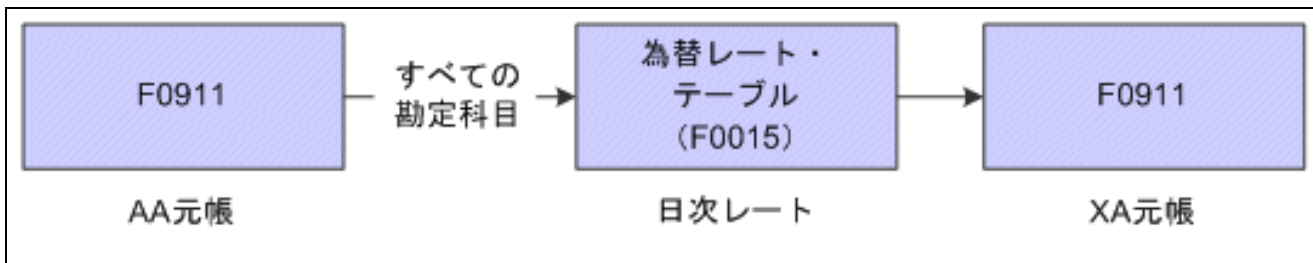 F0911
すべての
勘定科目
為替レート・
テーブル
(F0015)
F0911
AA元帳
日次レート
XA元帳